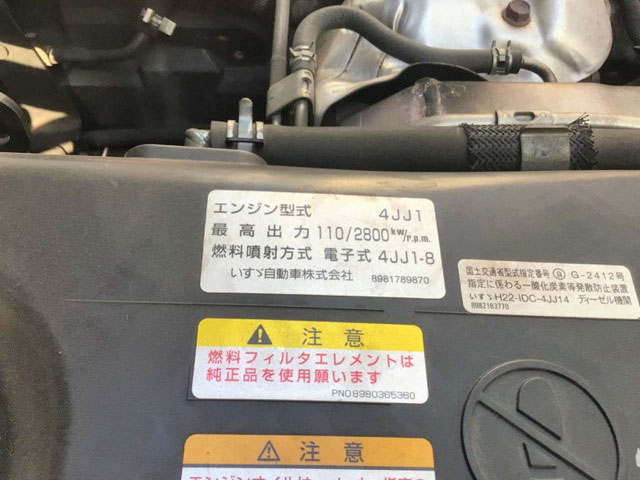 エンジン型式 4JJ1
最高出力 110/2800kw/r.p.m.
燃料噴射方式 電子式 4JJ1-8
いすゞ自動車株式会社 8981789870
国土交通省型式指定番号 ⓐ G-2412号
指定に係わる一酸化炭素等発散防止装置
いすゞH22-IDC-4JJ14 ディーゼル機関
8982163770
注意
燃料フィルタエレメントは
純正品を使用願います
PNO.8980365360
注意